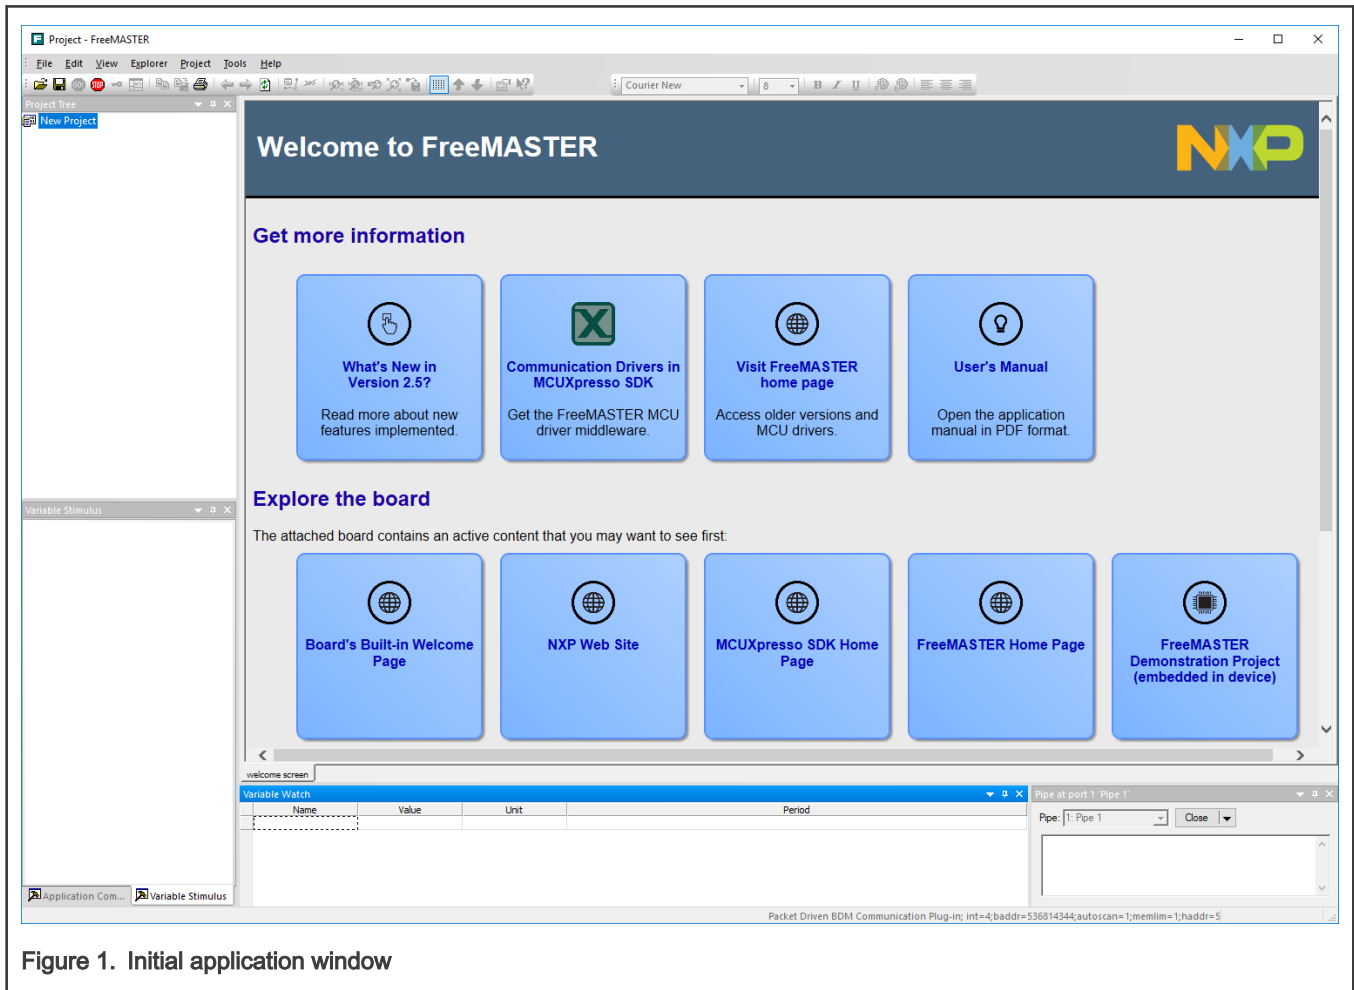 Project - FreeMASTER
File Edit View Explorer Project Tools Help
Courier New 8 B I U
Project Tree
New Project
Welcome to FreeMASTER
NXP
Get more information
What's New in
Version 2.5?
Read more about new
features implemented.
Communication Drivers in
MCUXpresso SDK
Get the FreeMASTER MCU
driver middleware.
Visit FreeMASTER
home page
Access older versions and
MCU drivers.
User's Manual
Open the application
manual in PDF format.
Variable Stimulus
Explore the board
The attached board contains an active content that you may want to see first:
Board's Built-in Welcome
Page
NXP Web Site
MCUXpresso SDK Home
Page
FreeMASTER Home Page
FreeMASTER
Demonstration Project
(embedded in device)
welcome screen
Variable Watch
Name Value Unit Period
Pipe at port 1 'Pipe 1'
Pipe: 1: Pipe 1 Close
Application Com... Variable Stimulus
Packet Driven BDM Communication Plug-in; int=4;baddr=536814344;autoscan=1;memlim=1;haddr=5
Figure 1. Initial application window